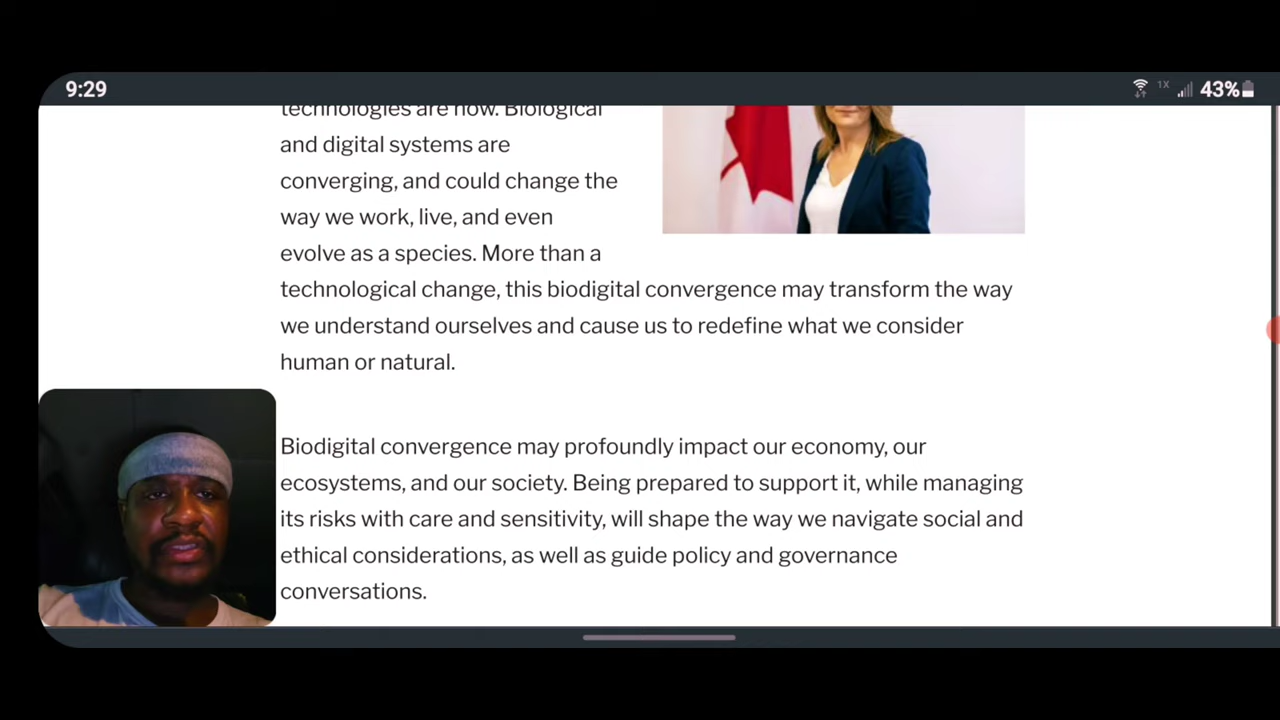 9:29
1X
43%
technologies are now. Biological
and digital systems are
converging, and could change the
way we work, live, and even
evolve as a species. More than a
technological change, this biodigital convergence may transform the way
we understand ourselves and cause us to redefine what we consider
human or natural.
Biodigital convergence may profoundly impact our economy, our
ecosystems, and our society. Being prepared to support it, while managing
its risks with care and sensitivity, will shape the way we navigate social and
ethical considerations, as well as guide policy and governance
conversations.